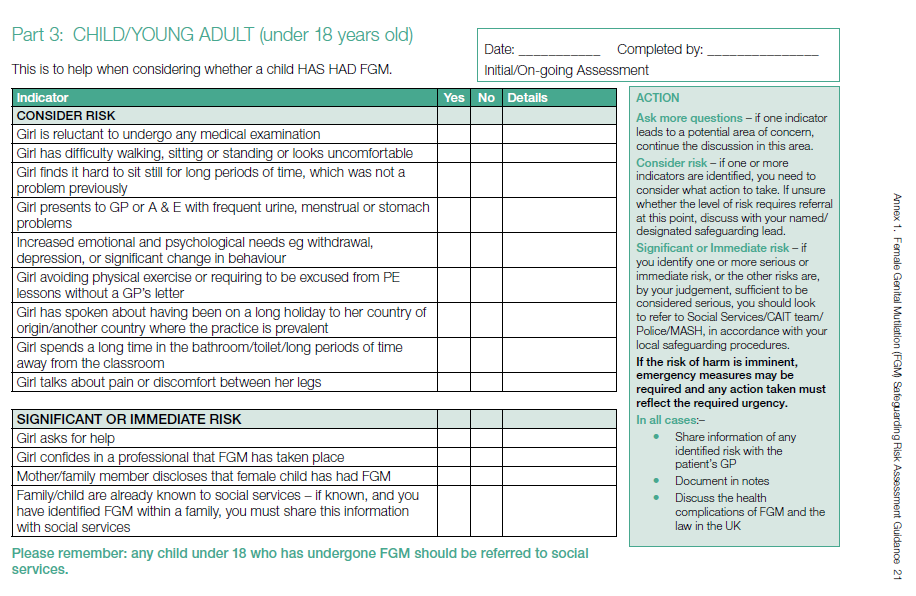 Part 3:  CHILD/YOUNG ADULT (under 18 years old)
This is to help when considering whether a child HAS HAD FGM.
Date: ___________ Completed by: _______________
Initial/On-going Assessment
Indicator Yes No Details
CONSIDER RISK
Girl is reluctant to undergo any medical examination
Girl has difficulty walking, sitting or standing or looks uncomfortable
Girl finds it hard to sit still for long periods of time, which was not a
problem previously
Girl presents to GP or A & E with frequent urine, menstrual or stomach
problems
Increased emotional and psychological needs eg withdrawal,
depression, or significant change in behaviour
Girl avoiding physical exercise or requiring to be excused from PE
lessons without a GP's letter
Girl has spoken about having been on a long holiday to her country of
origin/another country where the practice is prevalent
Girl spends a long time in the bathroom/toilet/long periods of time
away from the classroom
Girl talks about pain or discomfort between her legs
SIGNIFICANT OR IMMEDIATE RISK
Girl asks for help
Girl confides in a professional that FGM has taken place
Mother/family member discloses that female child has had FGM
Family/child are already known to social services – if known, and you
have identified FGM within a family, you must share this information
with social services
Please remember: any child under 18 who has undergone FGM should be referred to social
services.
ACTION
Ask more questions – if one indicator
leads to a potential area of concern,
continue the discussion in this area.
Consider risk – if one or more
indicators are identified, you need to
consider what action to take. If unsure
whether the level of risk requires referral
at this point, discuss with your named/
designated safeguarding lead.
Significant or Immediate risk – if
you identify one or more serious or
immediate risk, or the other risks are,
by your judgement, sufficient to be
considered serious, you should look
to refer to Social Services/CAIT team/
Police/MASH, in accordance with your
local safeguarding procedures.
If the risk of harm is imminent,
emergency measures may be
required and any action taken must
reflect the required urgency.
In all cases:–
• Share information of any
identified risk with the
patient's GP
• Document in notes
• Discuss the health
complications of FGM and the
law in the UK
Annex 1. Female Genital Mutilation (FGM) Safeguarding Risk Assessment Guidance 21